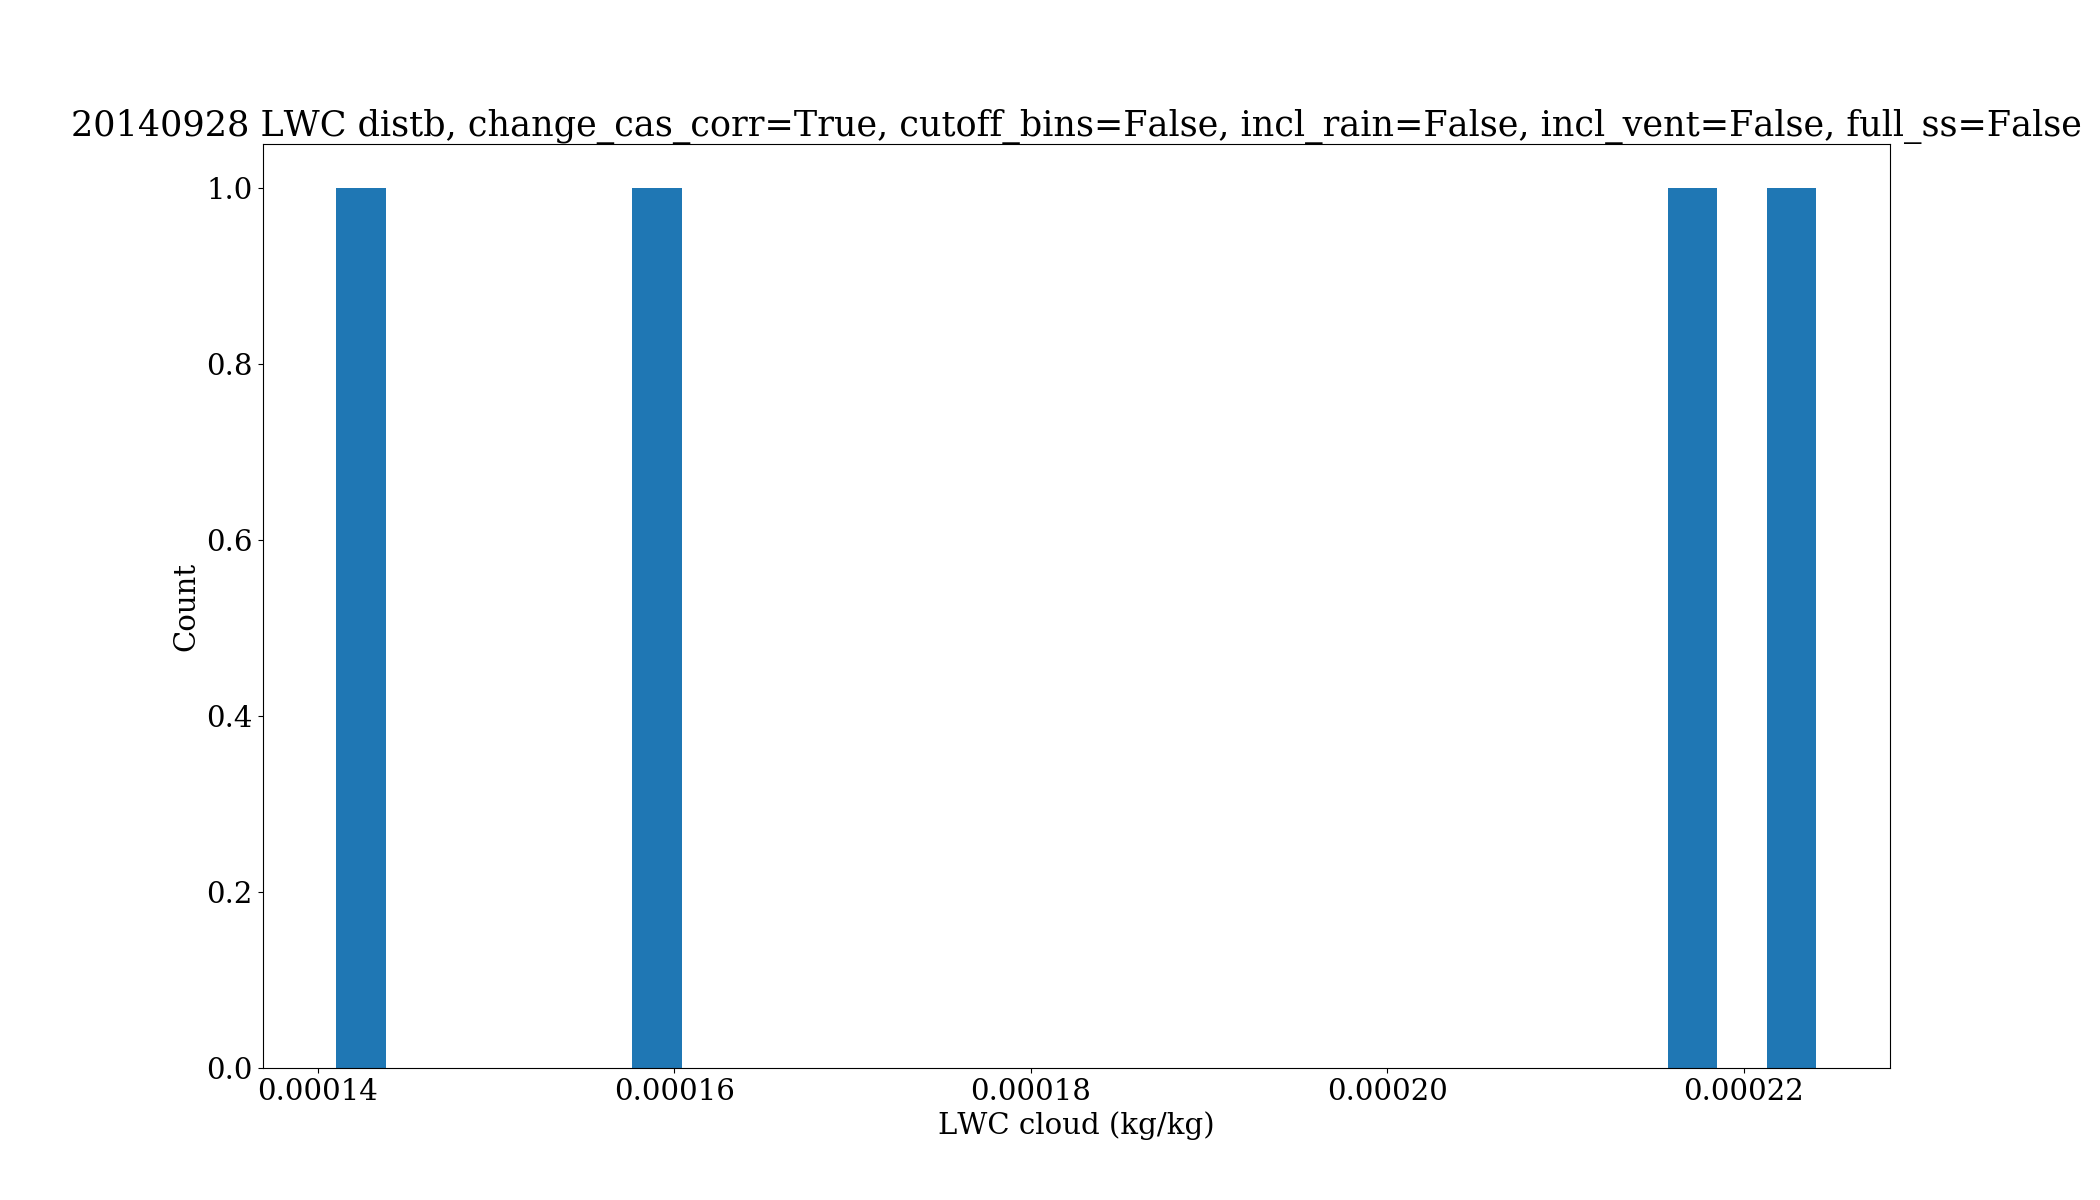 20140928 LWC distb, change_cas_corr=True, cutoff_bins=False, incl_rain=False, incl_vent=False, full_ss=False
1.0
0.8
0.6
0.4
0.2
0.0
Count
0.00014 0.00016 0.00018 0.00020 0.00022
LWC cloud (kg/kg)